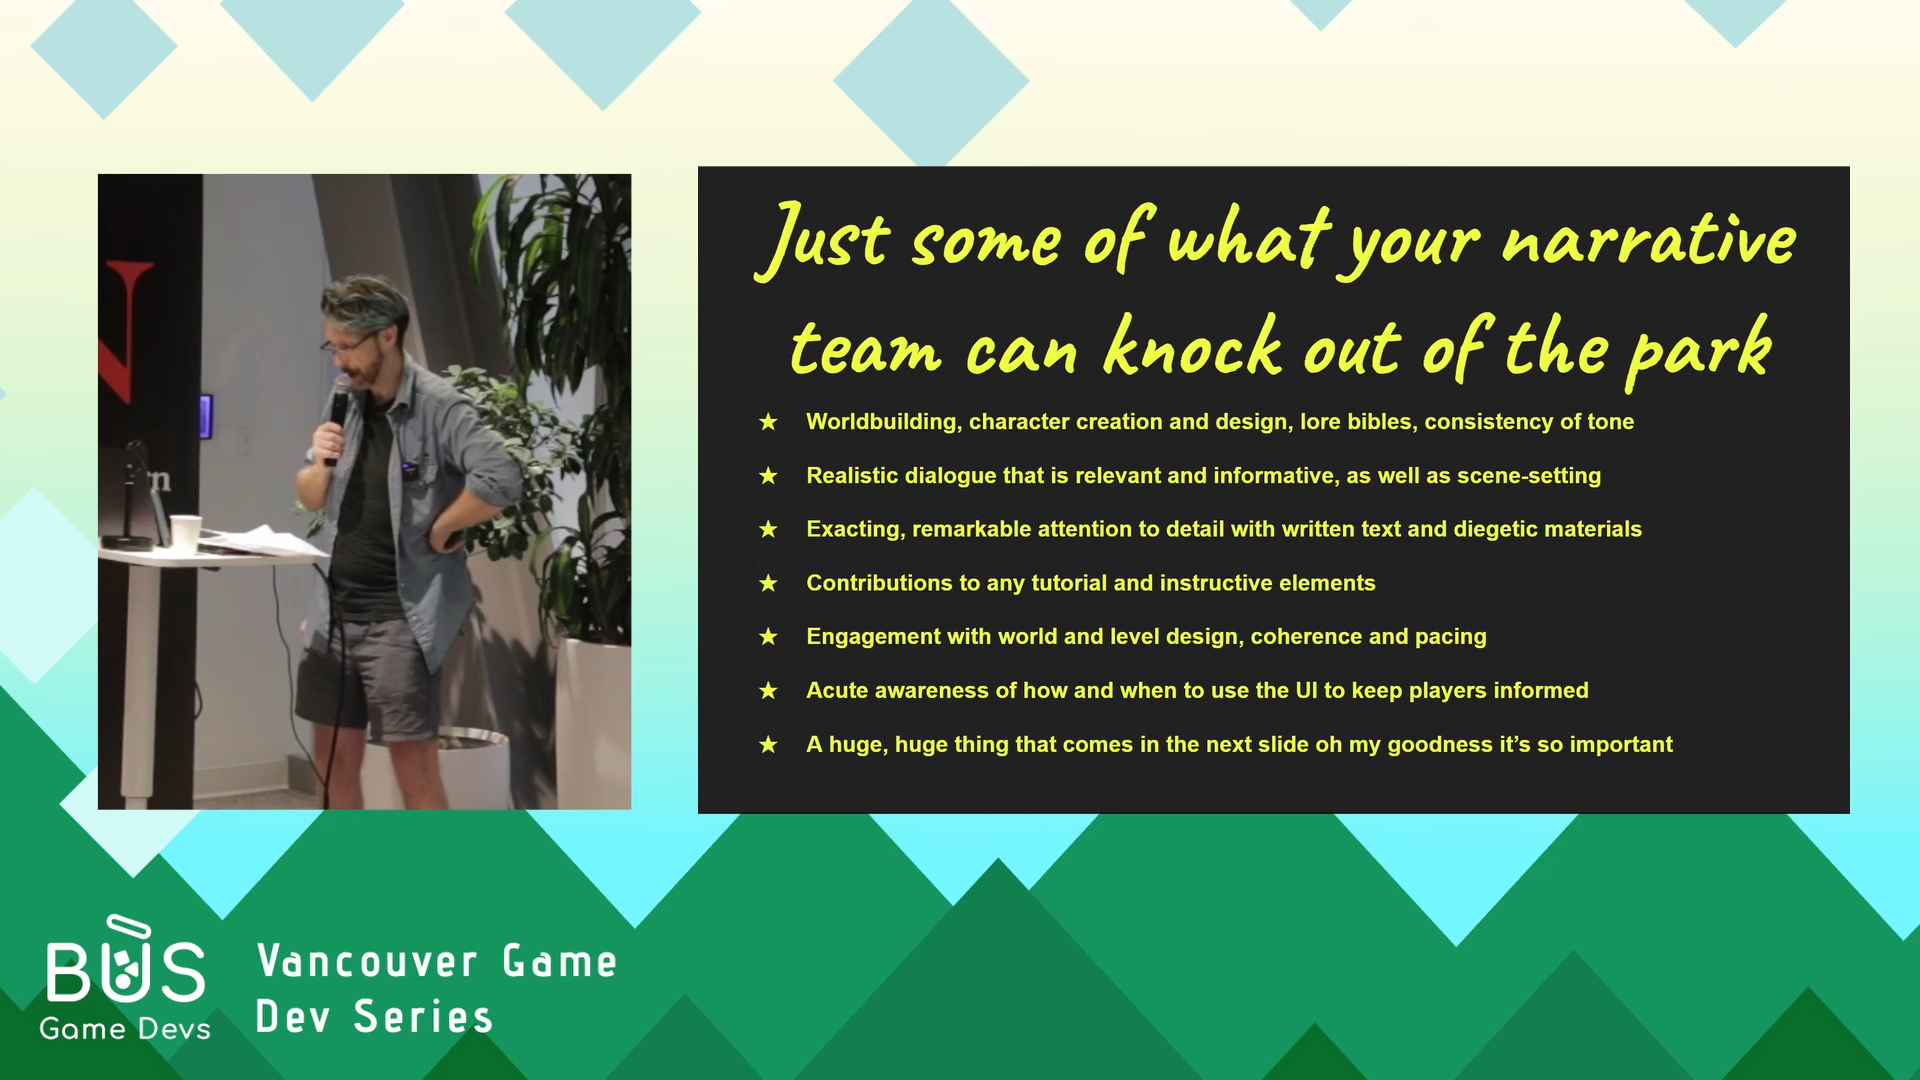 Just some of what your narrative
team can knock out of the park
★ Worldbuilding, character creation and design, lore bibles, consistency of tone
★ Realistic dialogue that is relevant and informative, as well as scene-setting
★ Exacting, remarkable attention to detail with written text and diegetic materials
★ Contributions to any tutorial and instructive elements
★ Engagement with world and level design, coherence and pacing
★ Acute awareness of how and when to use the UI to keep players informed
★ A huge, huge thing that comes in the next slide oh my goodness it’s so important
N
BUS
Game Devs
Vancouver Game
Dev Series